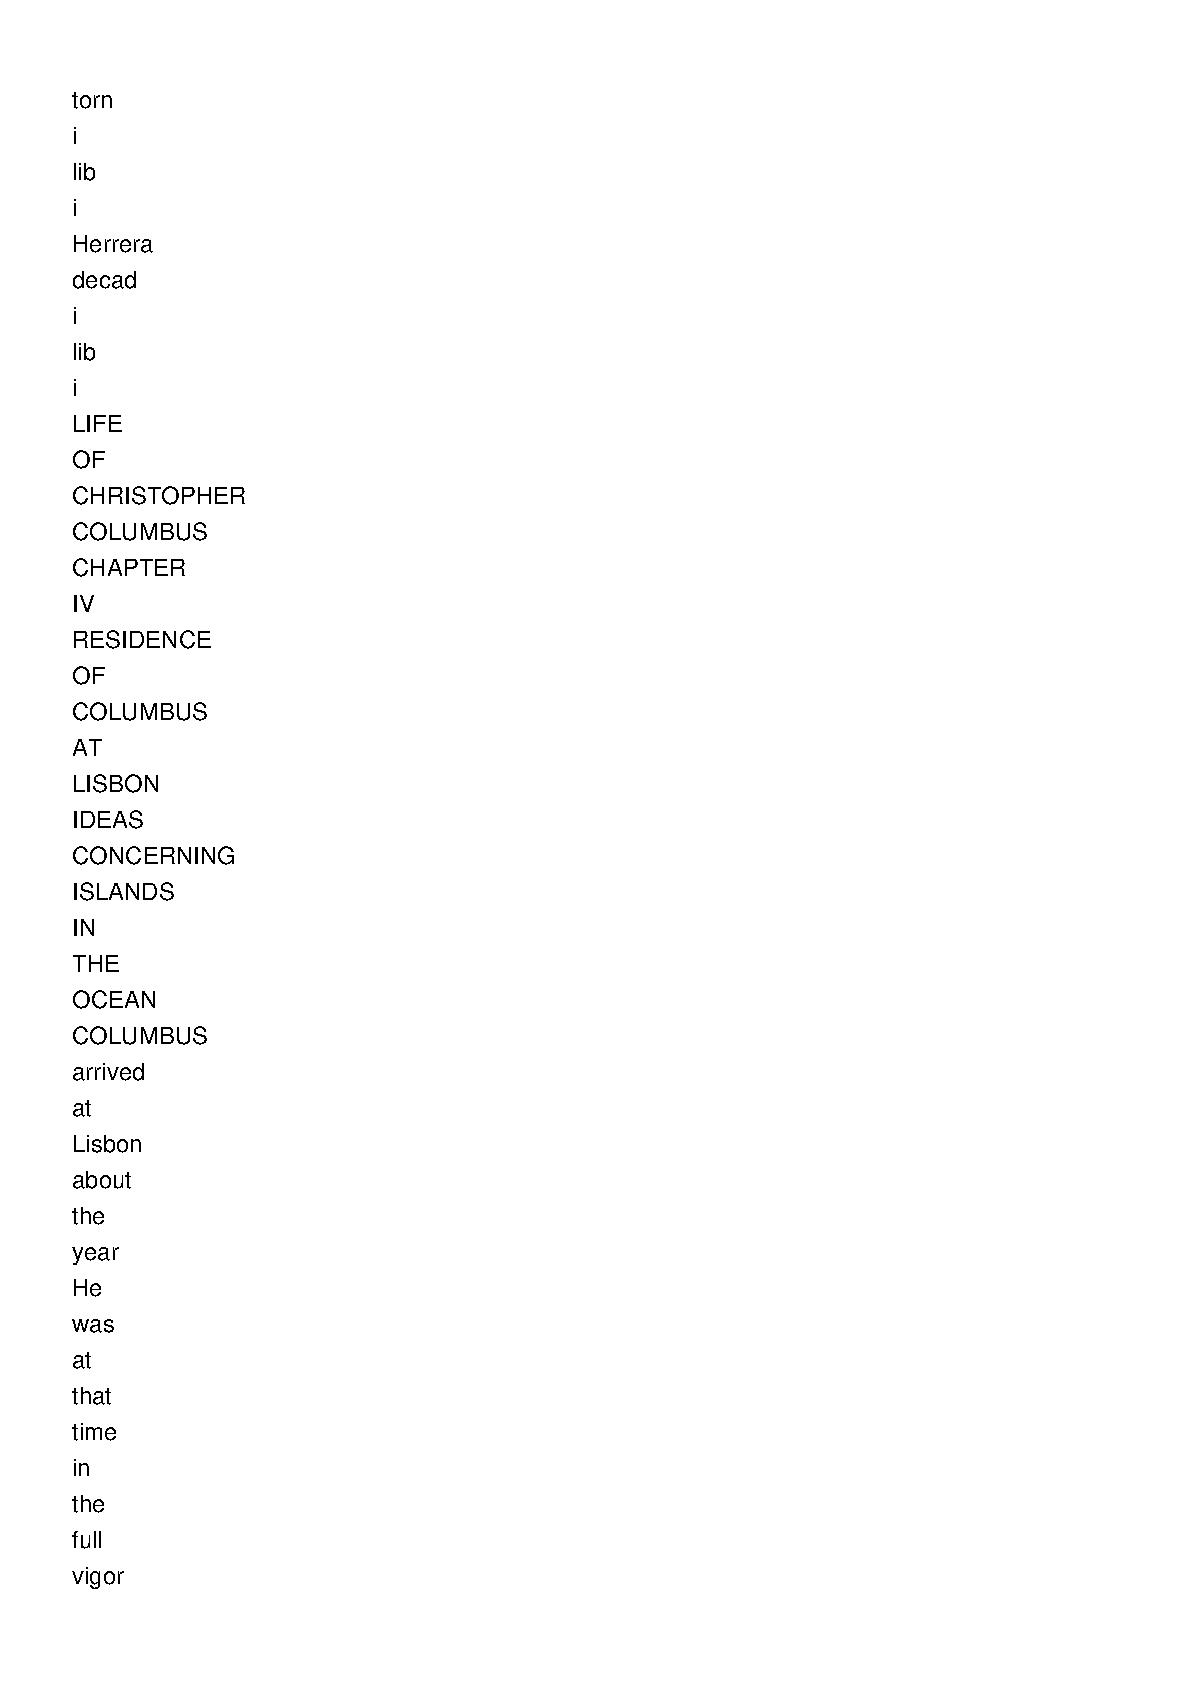 torn
i
lib
i
Herrera
decad
i
lib
i
LIFE
OF
CHRISTOPHER
COLUMBUS
CHAPTER
IV
RESIDENCE
OF
COLUMBUS
AT
LISBON
IDEAS
CONCERNING
ISLANDS
IN
THE
OCEAN
COLUMBUS
arrived
at
Lisbon
about
the
year
He
was
at
that
time
in
the
full
vigor